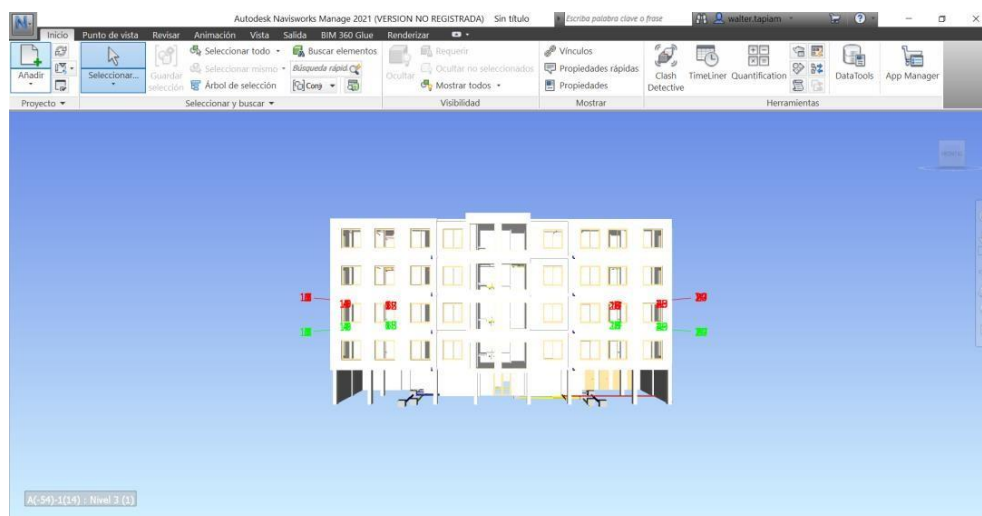 Autodesk Navisworks Manage 2021 (VERSION NO REGISTRADA) Sin título
Escriba palabra clave o frase
walter.tapiam
Inicio Punto de vista Revisar Animación Vista Salida BIM 360 Glue Renderizar
Añadir
Proyecto
Seleccionar...
Guardar selección
Seleccionar todo
Seleccionar mismo
Árbol de selección
Buscar elementos
Búsqueda rápid
Conj
Seleccionar y buscar
Ocultar
Requerir
Ocultar no seleccionados
Mostrar todos
Visibilidad
Vínculos
Propiedades rápidas
Propiedades
Mostrar
Clash Detective
TimeLiner
Quantification
DataTools
App Manager
Herramientas
A(-54)-1(14) : Nivel 3 (1)